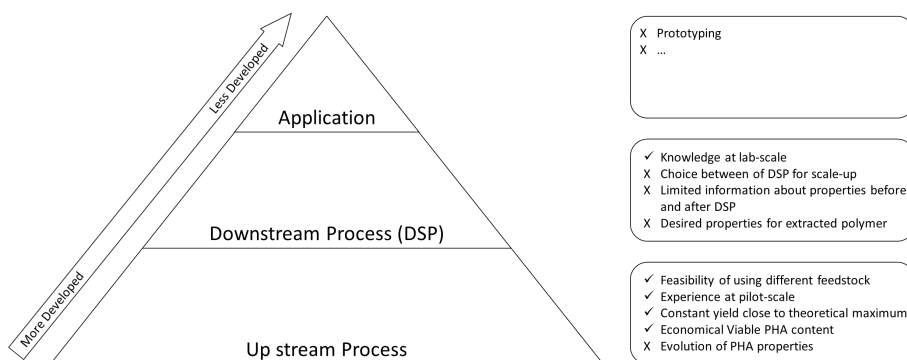 Less Developed
More Developed
Application
Downstream Process (DSP)
Up stream Process
X Prototyping
X ...
✓ Knowledge at lab-scale
X Choice between of DSP for scale-up
X Limited information about properties before
and after DSP
X Desired properties for extracted polymer
✓ Feasibility of using different feedstock
✓ Experience at pilot-scale
✓ Constant yield close to theoretical maximum
✓ Economical Viable PHA content
X Evolution of PHA properties